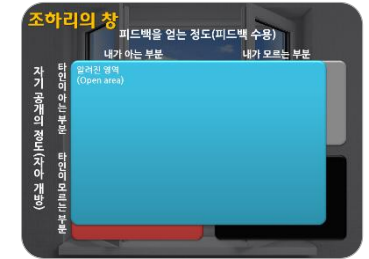 조하리의 창
피드백을 얻는 정도(피드백 수용)
내가 아는 부분
내가 모르는 부분
자기 공개의 정도(자아 개방)
타인이 아는 부분
타인이 모르는 부분
알려진 영역
(Open area)